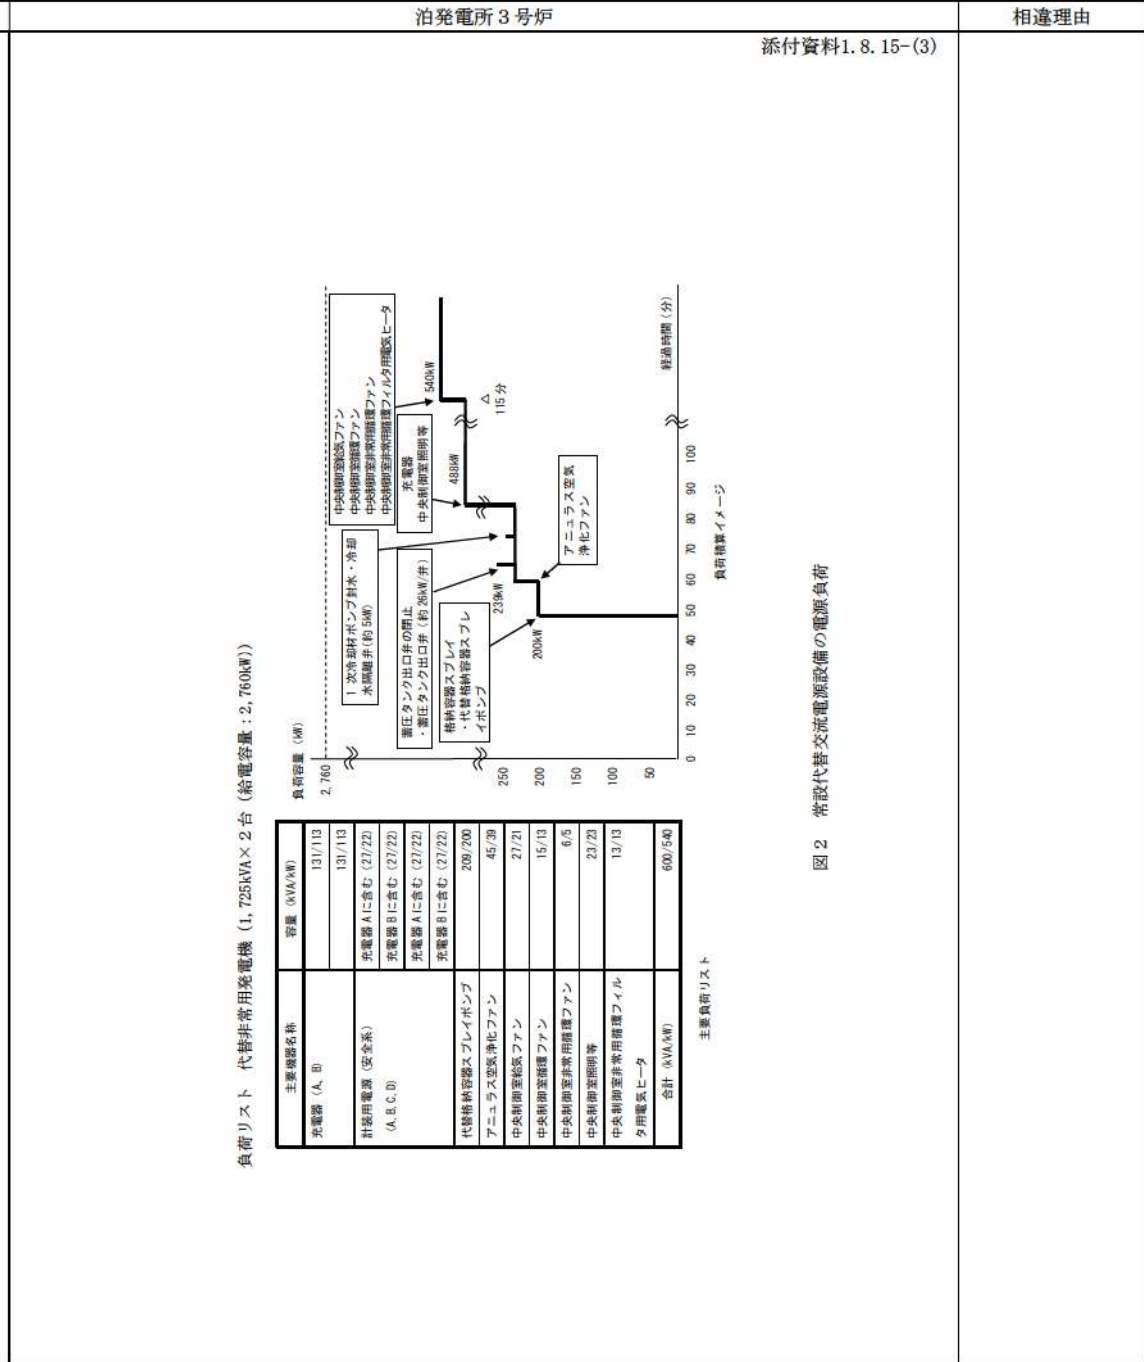 泊発電所３号炉
相違理由
添付資料1.8.15-(3)
負荷リスト　代替非常用発電機（1,725kVA×２台（給電容量：2,760kW））
主要機器名称
容量（kVA/kW）
充電器（A, B）
131/113
131/113
計装用電源（安全系）
(A, B, C, D)
充電器Aに含む（27/22）
充電器Bに含む（27/22）
充電器Aに含む（27/22）
充電器Bに含む（27/22）
代替格納容器スプレイポンプ
209/200
アニュラス空気浄化ファン
45/39
中央制御室給気ファン
27/21
中央制御室循環ファン
15/13
中央制御室非常用循環ファン
6/5
中央制御室照明等
23/23
中央制御室非常用循環フィル
タ用電気ヒータ
13/13
合計（kVA/kW）
600/540
主要負荷リスト
負荷容量（kW）
2,760
250
200
150
100
50
0
10
20
30
40
50
60
70
80
90
100
経過時間（分）
１次冷却材ポンプ封水・冷却
水隔離弁（約5kW）
中央制御室給気ファン
中央制御室循環ファン
中央制御室非常用循環ファン
中央制御室非常用循環フィルタ用電気ヒータ
蓄圧タンク出口弁の閉止
・蓄圧タンク出口弁（約26kW/弁）
充電器
中央制御室照明等
格納容器スプレイ
・代替格納容器スプレ
イポンプ
アニュラス空気
浄化ファン
200kW
239kW
488kW
540kW
△
115分
負荷積算イメージ
図２　常設代替交流電源設備の電源負荷